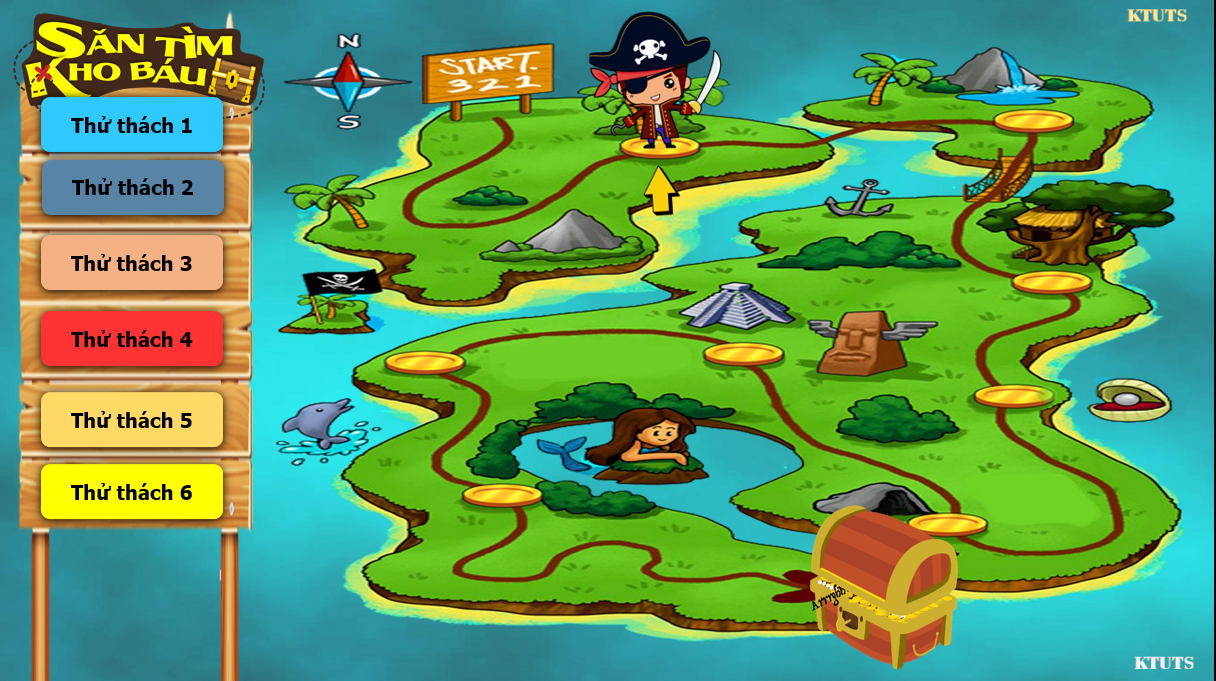 SĂN TÌM
KHO BÁU
Thử thách 1
Thử thách 2
Thử thách 3
Thử thách 4
Thử thách 5
Thử thách 6
N
S
START.
3 2 1
KTUTS
Arrrghh
KTUTS